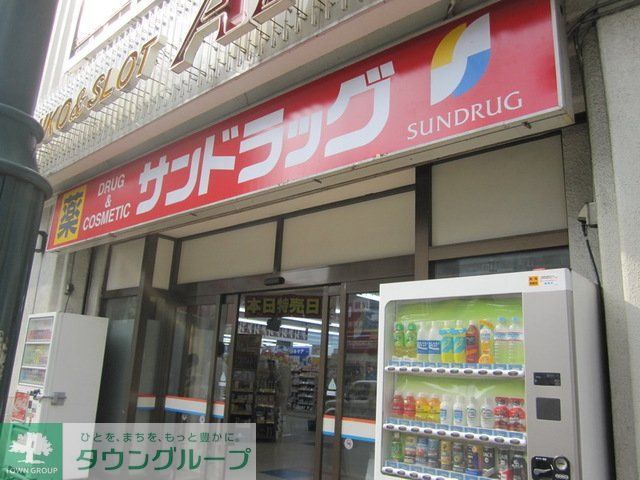 KO & SLOT
薬
DRUG
&
COSMETIC
サンドラッグ
SUNDRUG
本日特売日
TOWN GROUP
ひとを、まちを、もっと豊かに。
タウングループ